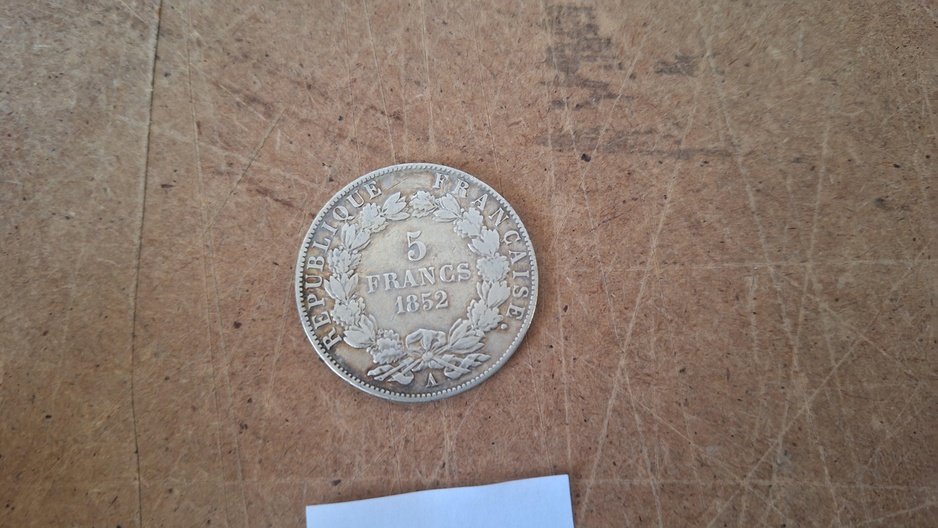 REPUBLIQUE FRANÇAISE.
5
FRANCS
1852
A